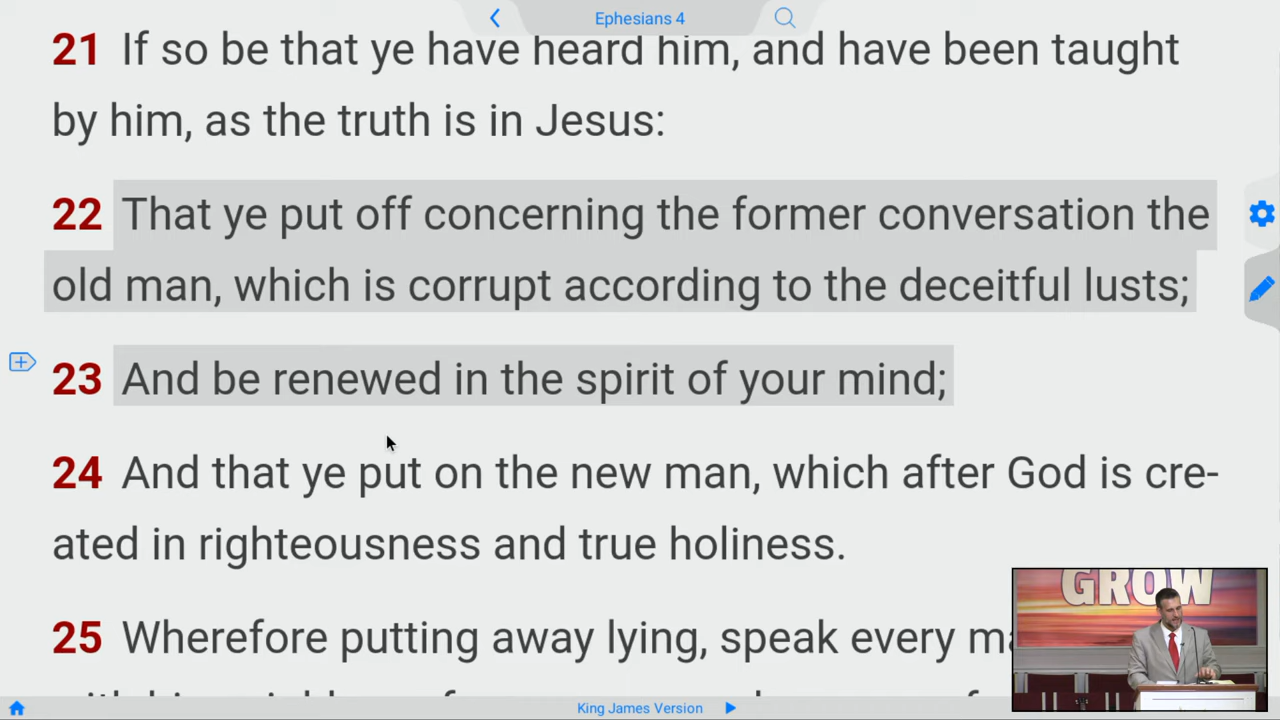 Ephesians 4
21 If so be that ye have heard him, and have been taught
by him, as the truth is in Jesus:
22 That ye put off concerning the former conversation the
old man, which is corrupt according to the deceitful lusts;
23 And be renewed in the spirit of your mind;
24 And that ye put on the new man, which after God is cre-
ated in righteousness and true holiness.
25 Wherefore putting away lying, speak every
GROW
King James Version